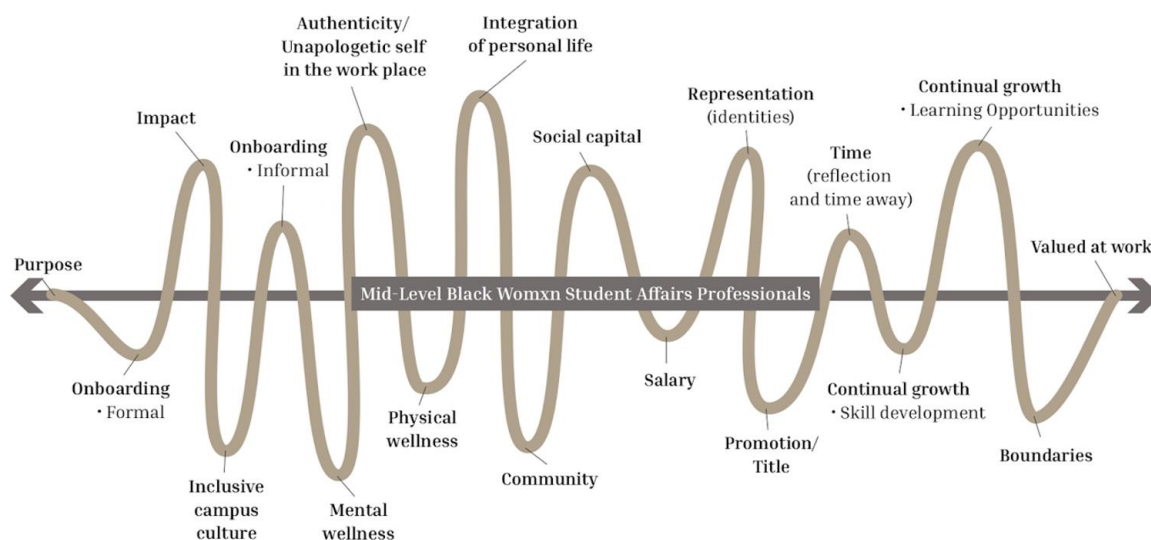 Authenticity/
Unapologetic self
in the work place
Integration
of personal life
Continual growth
• Learning Opportunities
Representation
(identities)
Impact
Onboarding
• Informal
Social capital
Time
(reflection
and time away)
Purpose
Valued at work
Mid-Level Black Womxn Student Affairs Professionals
Onboarding
• Formal
Salary
Continual growth
• Skill development
Physical
wellness
Promotion/
Title
Boundaries
Community
Inclusive
campus
culture
Mental
wellness